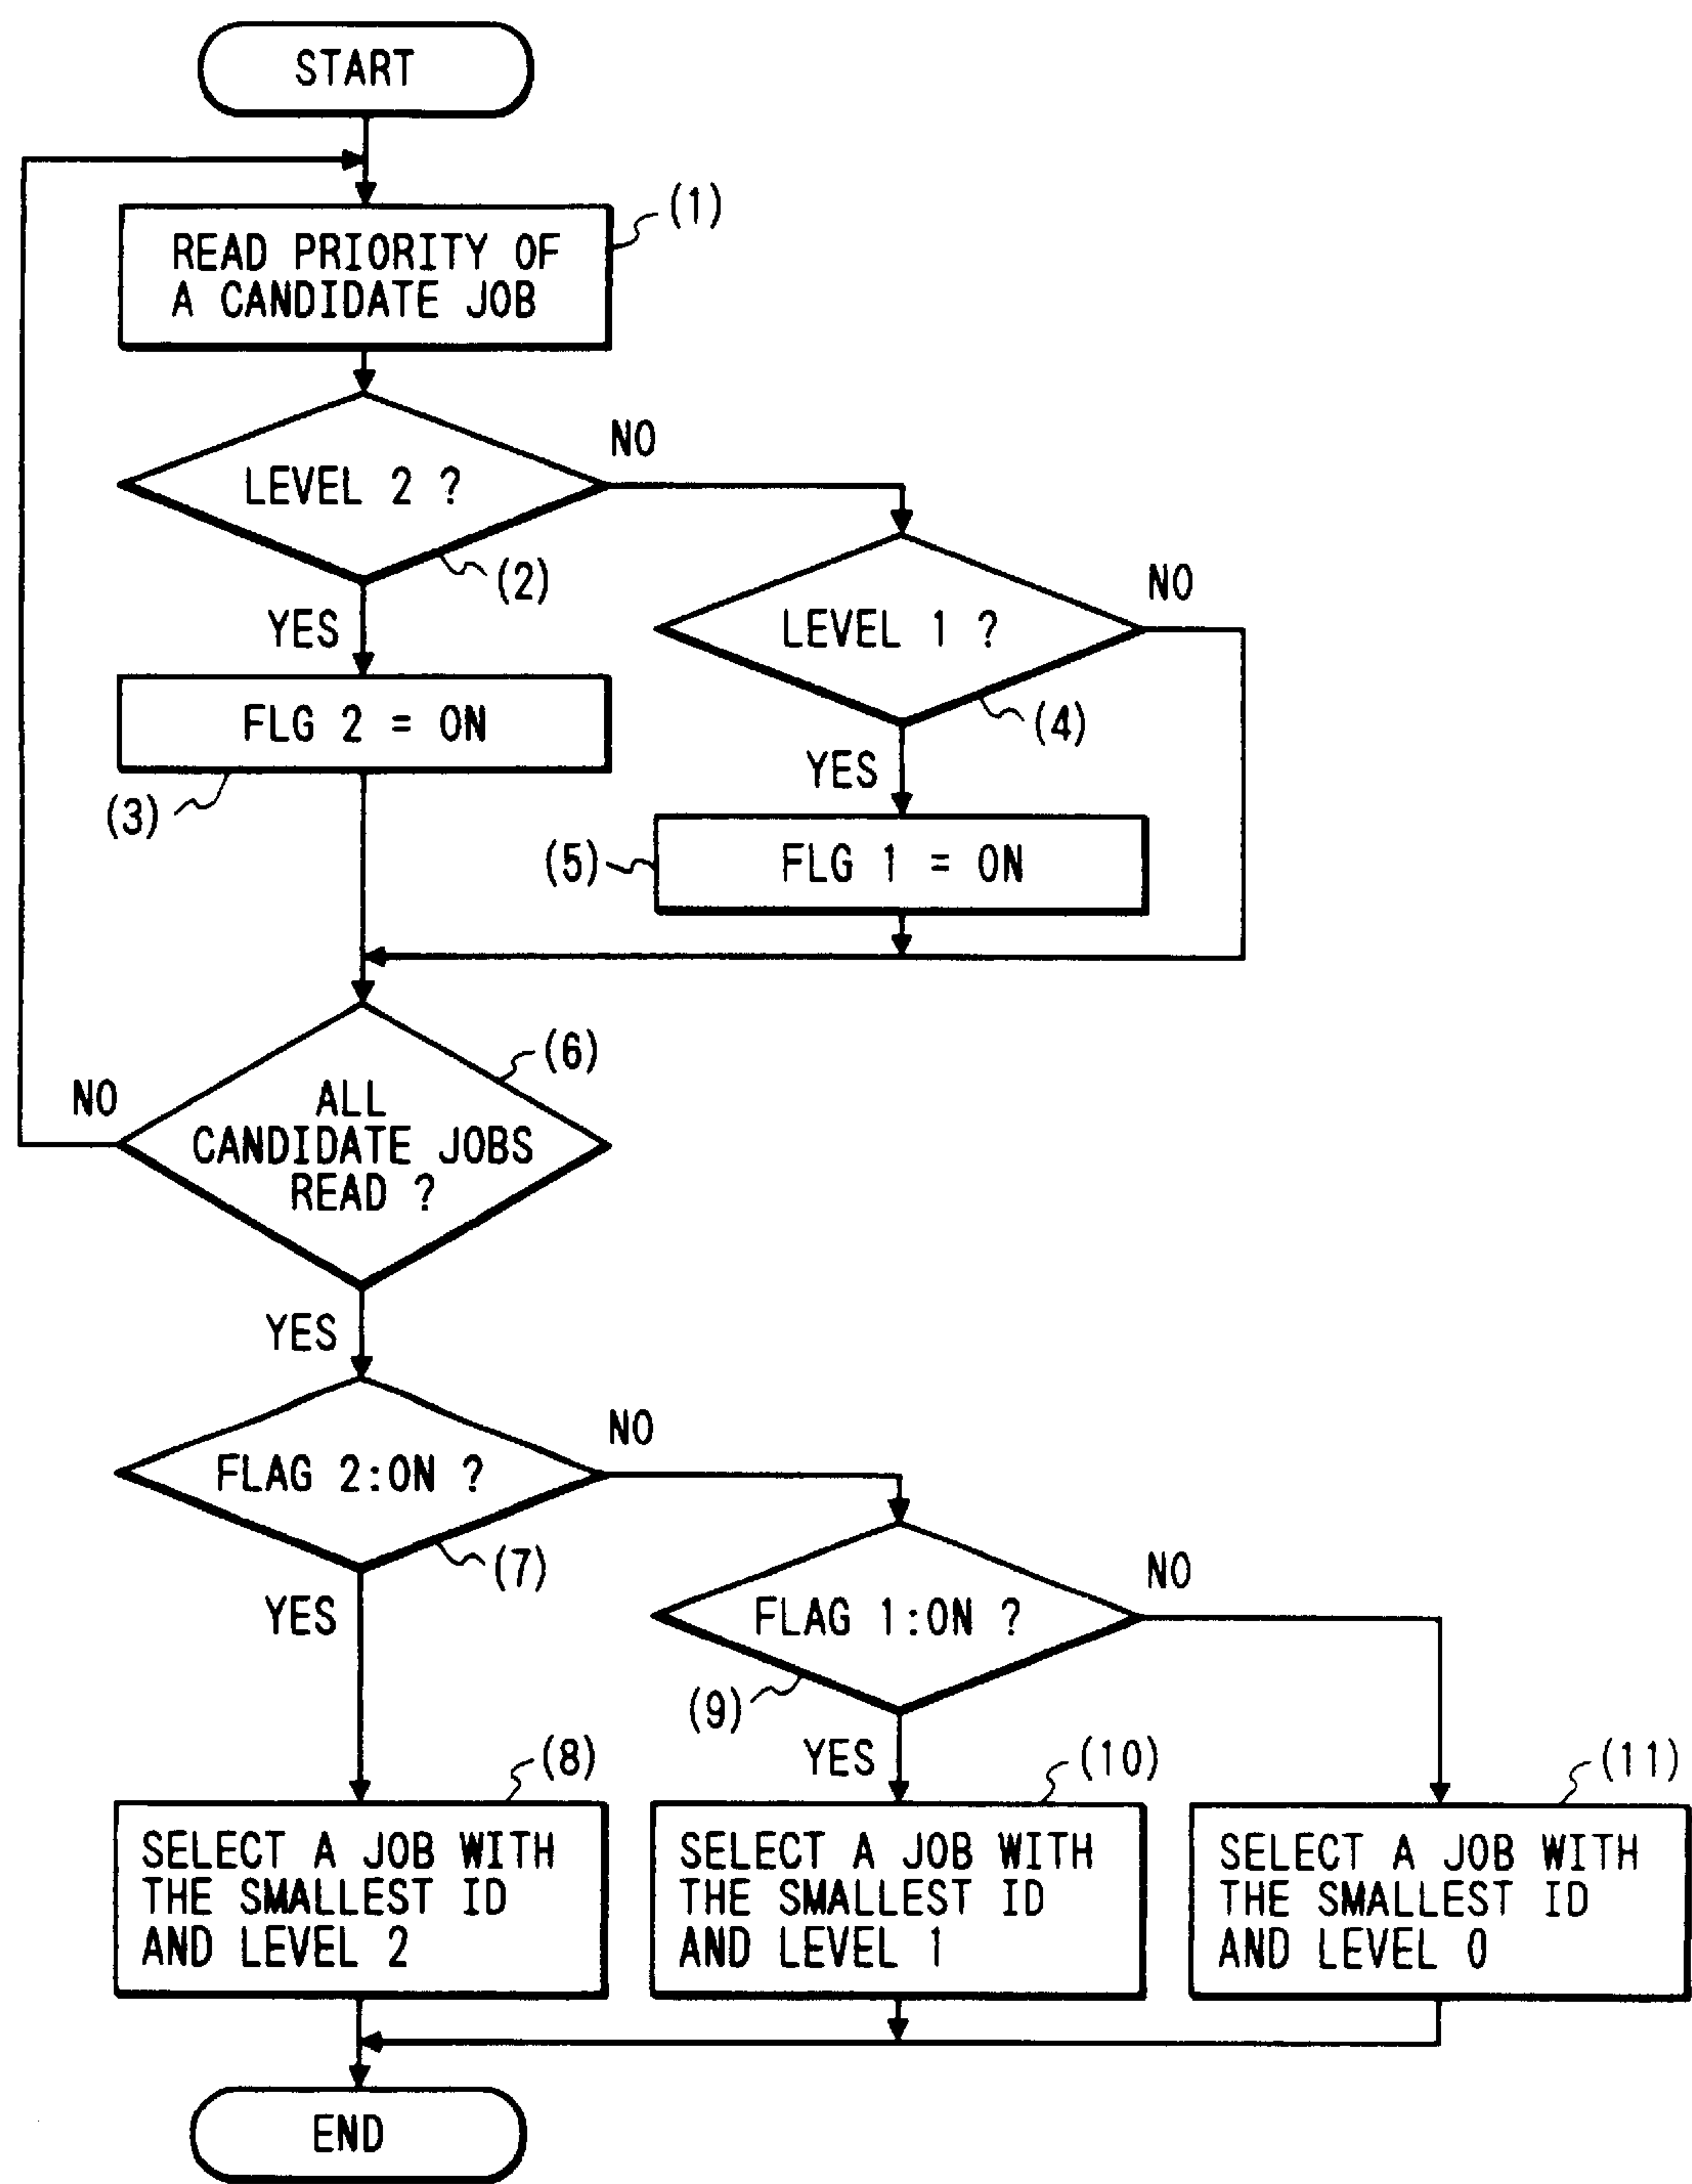 START
(1)
READ PRIORITY OF
A CANDIDATE JOB
NO
LEVEL 2 ?
(2)
YES
NO
LEVEL 1 ?
(4)
FLG 2 = ON
(3)
YES
(5)
FLG 1 = ON
(6)
NO
ALL
CANDIDATE JOBS
READ ?
YES
NO
FLAG 2:ON ?
(7)
YES
NO
FLAG 1:ON ?
(9)
YES
(8)
SELECT A JOB WITH
THE SMALLEST ID
AND LEVEL 2
(10)
SELECT A JOB WITH
THE SMALLEST ID
AND LEVEL 1
(11)
SELECT A JOB WITH
THE SMALLEST ID
AND LEVEL 0
END